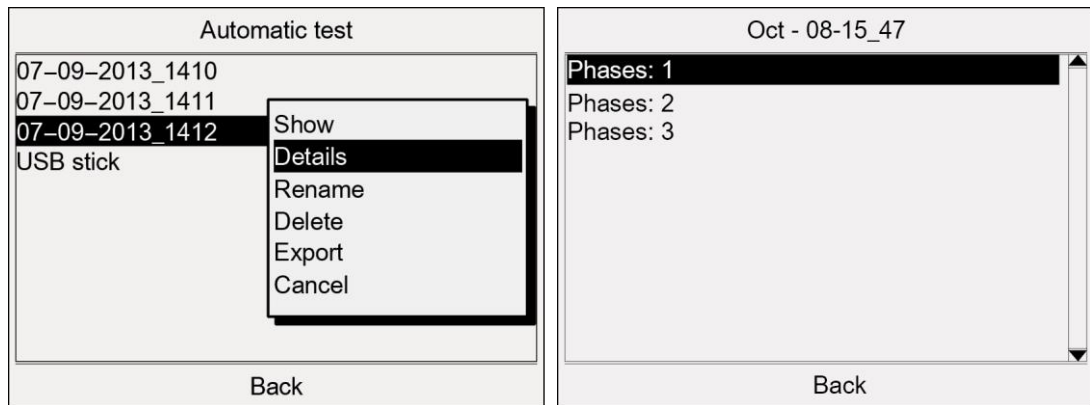 Automatic test
07–09–2013_1410
07–09–2013_1411
07–09–2013_1412
USB stick
Show
Details
Rename
Delete
Export
Cancel
Back
Oct - 08-15_47
Phases: 1
Phases: 2
Phases: 3
Back